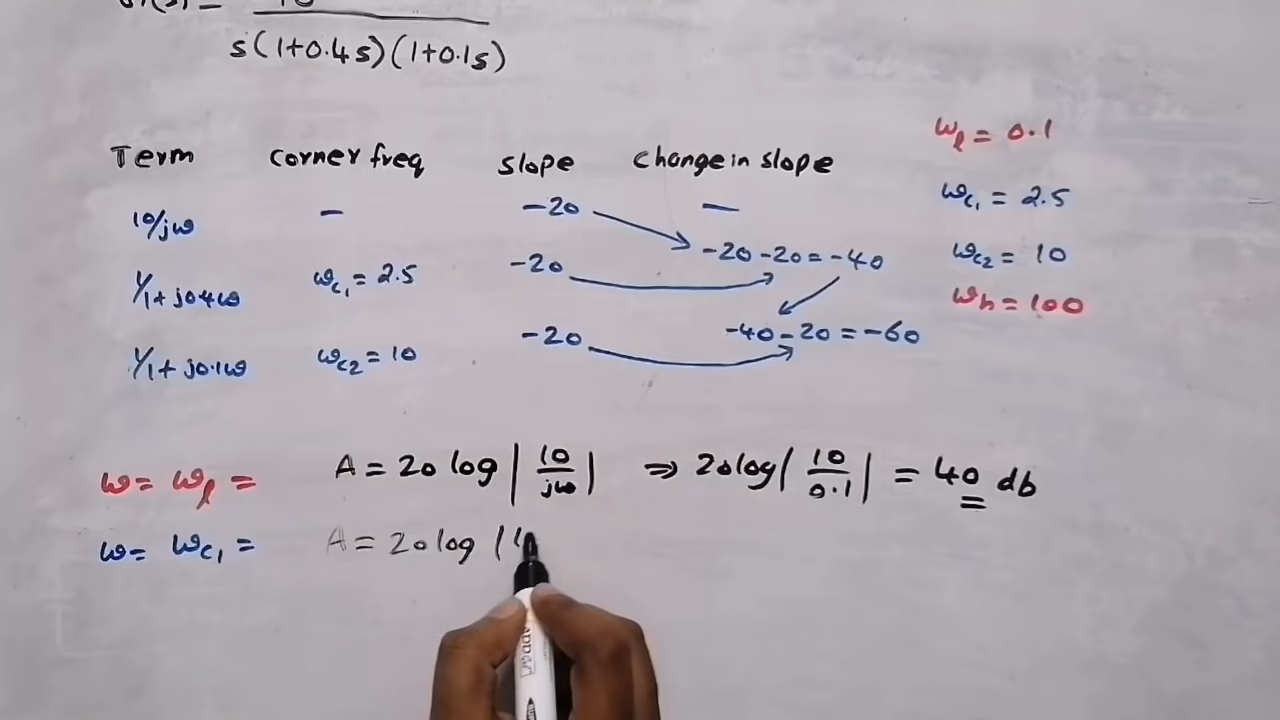 s(1+0.4s)(1+0.1s)
Term corner freq slope change in slope
10/jω – -20 –
1/1+j0.4ω ωc1 = 2.5 -20 -20-20=-40
1/1+j0.1ω ωc2 = 10 -20 -40-20=-60
ωl = 0.1
ωc1 = 2.5
ωc2 = 10
ωh = 100
ω= ωl = A = 20 log |10/jω| ⇒ 20log|10/0.1| = 40 db
ω= ωc1 = A = 20 log |